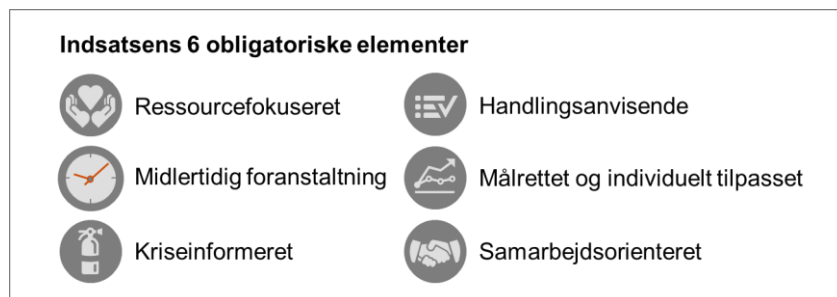 Indsatsens 6 obligatoriske elementer
Ressourcefokuseret
Handlingsanvisende
Midlertidig foranstaltning
Målrettet og individuelt tilpasset
Kriseinformeret
Samarbejdsorienteret